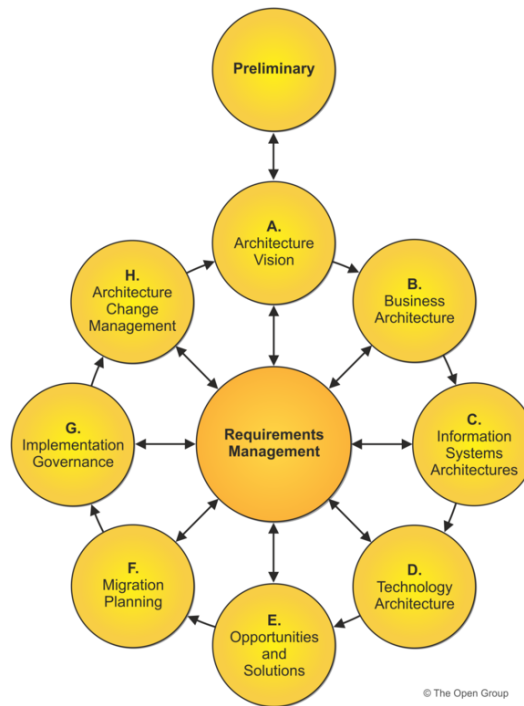 Preliminary
A.
Architecture
Vision
B.
Business
Architecture
C.
Information
Systems
Architectures
D.
Technology
Architecture
E.
Opportunities
and
Solutions
F.
Migration
Planning
G.
Implementation
Governance
H.
Architecture
Change
Management
Requirements
Management
© The Open Group